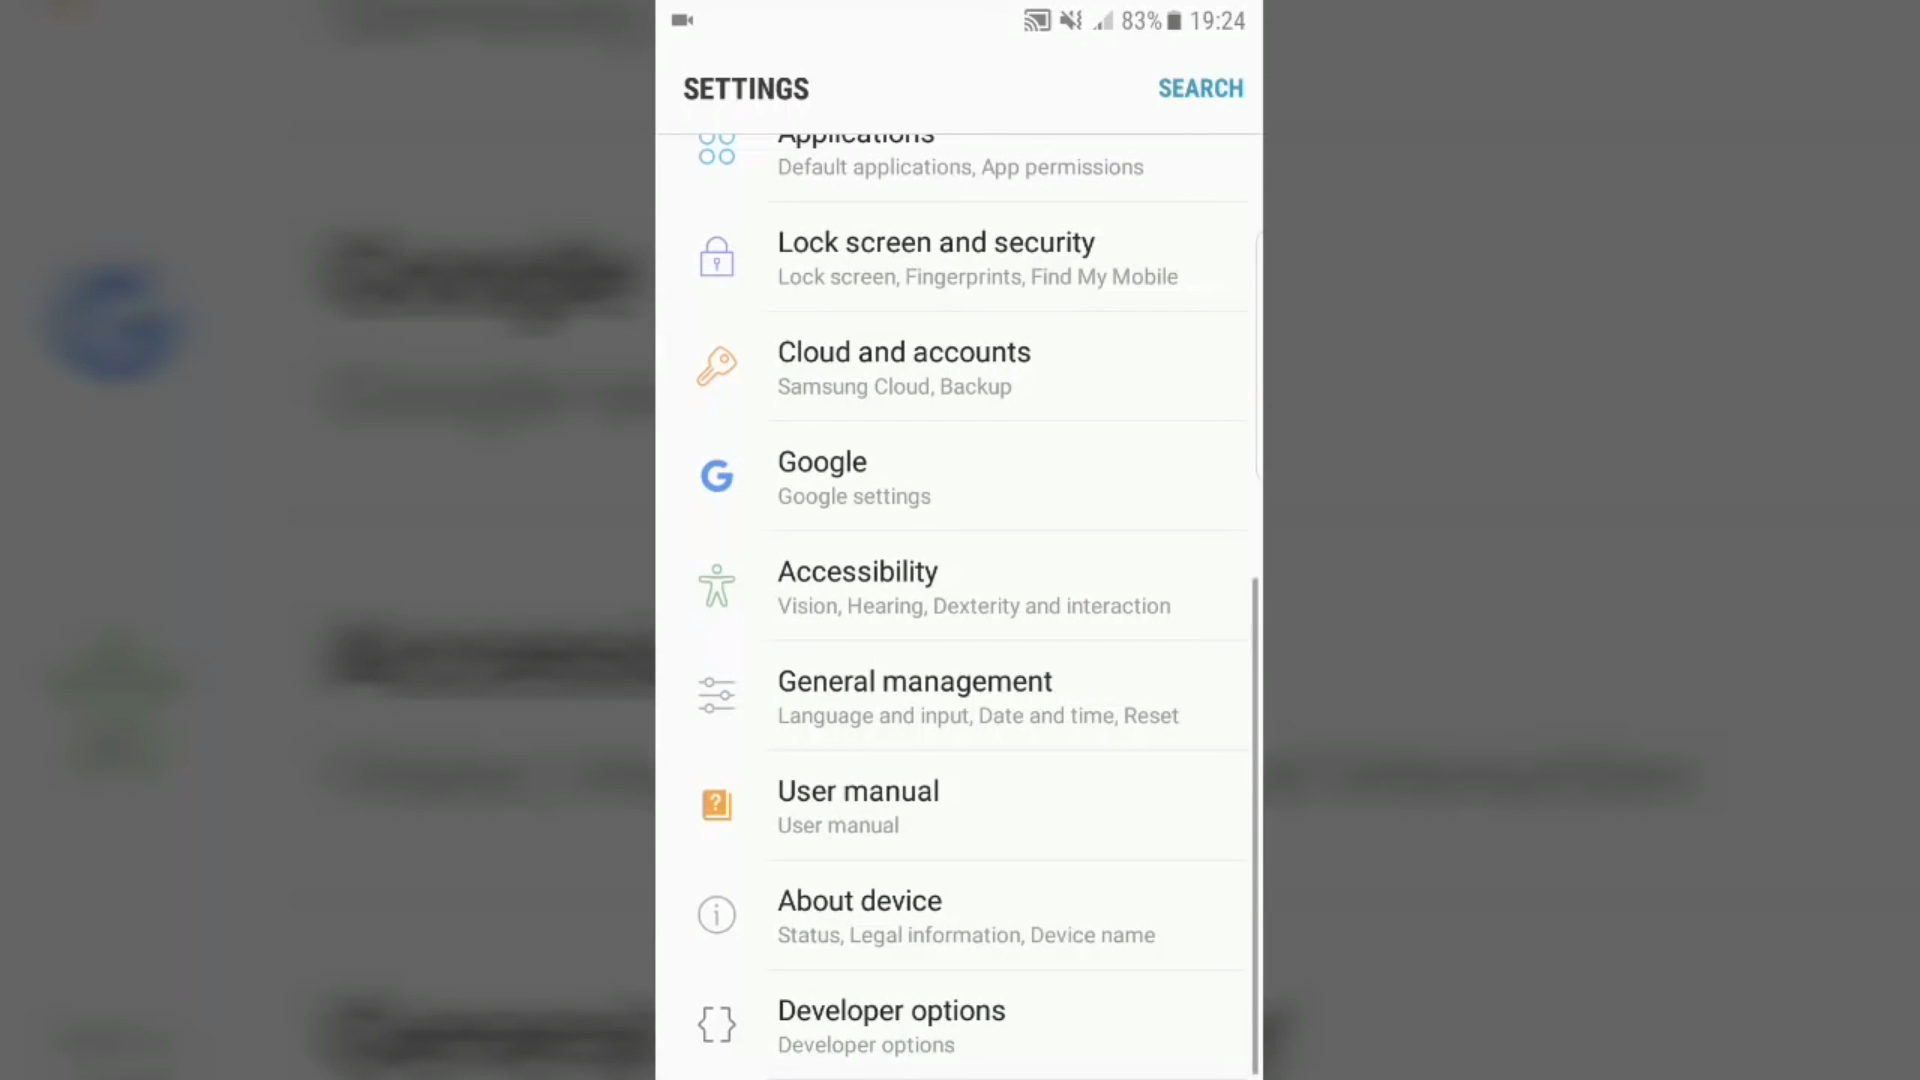 83% 19:24
SETTINGS
SEARCH
Applications
Default applications, App permissions
Lock screen and security
Lock screen, Fingerprints, Find My Mobile
Cloud and accounts
Samsung Cloud, Backup
Google
Google settings
Accessibility
Vision, Hearing, Dexterity and interaction
General management
Language and input, Date and time, Reset
User manual
User manual
About device
Status, Legal information, Device name
Developer options
Developer options